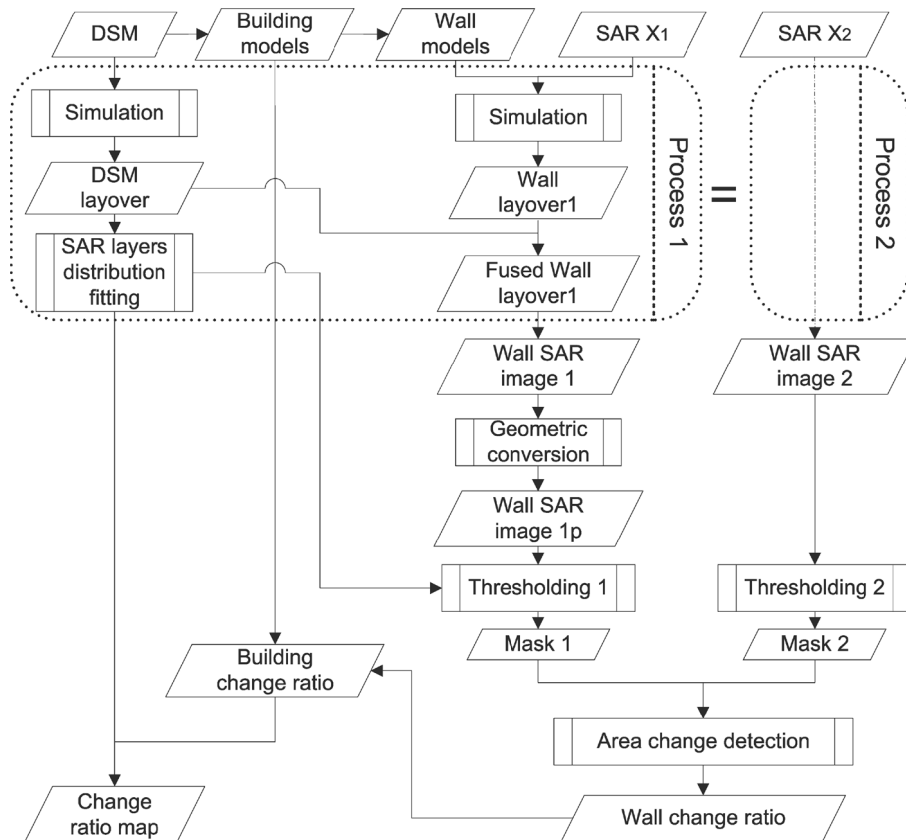 DSM
Building
models
Wall
models
SAR X1
SAR X2
Simulation
Simulation
DSM
layover
Wall
layover1
SAR layers
distribution
fitting
Fused Wall
layover1
Process 1
=
Process 2
Wall SAR
image 1
Wall SAR
image 2
Geometric
conversion
Wall SAR
image 1p
Thresholding 1
Thresholding 2
Mask 1
Mask 2
Building
change ratio
Area change detection
Change
ratio map
Wall change ratio